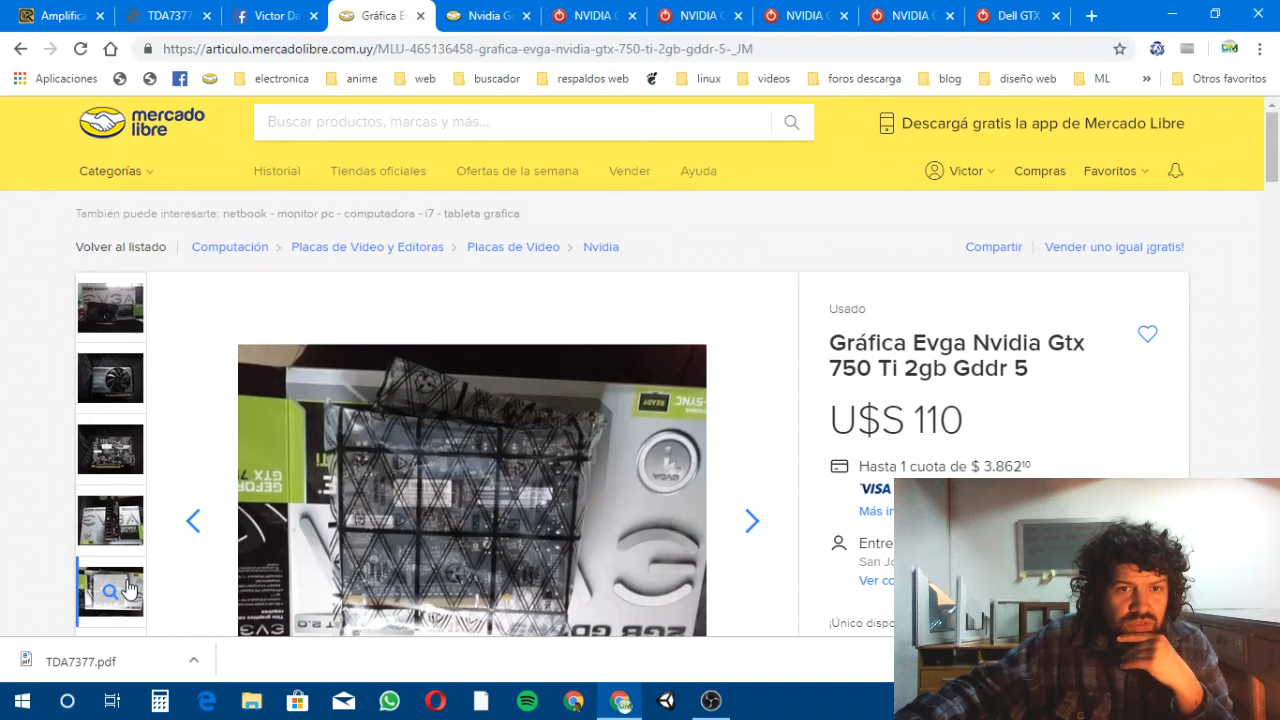 Amplifica
TDA7377
Victor Da
Gráfica E
Nvidia G
NVIDIA
NVIDIA
NVIDIA
NVIDIA
Dell GTX
https://articulo.mercadolibre.com.uy/MLU-465136458-grafica-evga-nvidia-gtx-750-ti-2gb-gddr-5-_JM
Aplicaciones
electronica
anime
web
buscador
respaldos web
linux
videos
foros descarga
blog
diseño web
ML
»
Otros favoritos
mercado
libre
Buscar productos, marcas y más...
Descargá gratis la app de Mercado Libre
Categorías
Historial
Tiendas oficiales
Ofertas de la semana
Vender
Ayuda
Victor
Compras
Favoritos
También puede interesarte: netbook - monitor pc - computadora - i7 - tableta grafica
Volver al listado
Computación > Placas de Video y Editoras > Placas de Video > Nvidia
Compartir
Vender uno igual ¡gratis!
Usado
Gráfica Evga Nvidia Gtx
750 Ti 2gb Gddr 5
U$S 110
Hasta 1 cuota de $ 3.862¹⁰
VISA
Más in
Entre
San Jo
Ver co
¡Único dispo
TDA7377.pdf